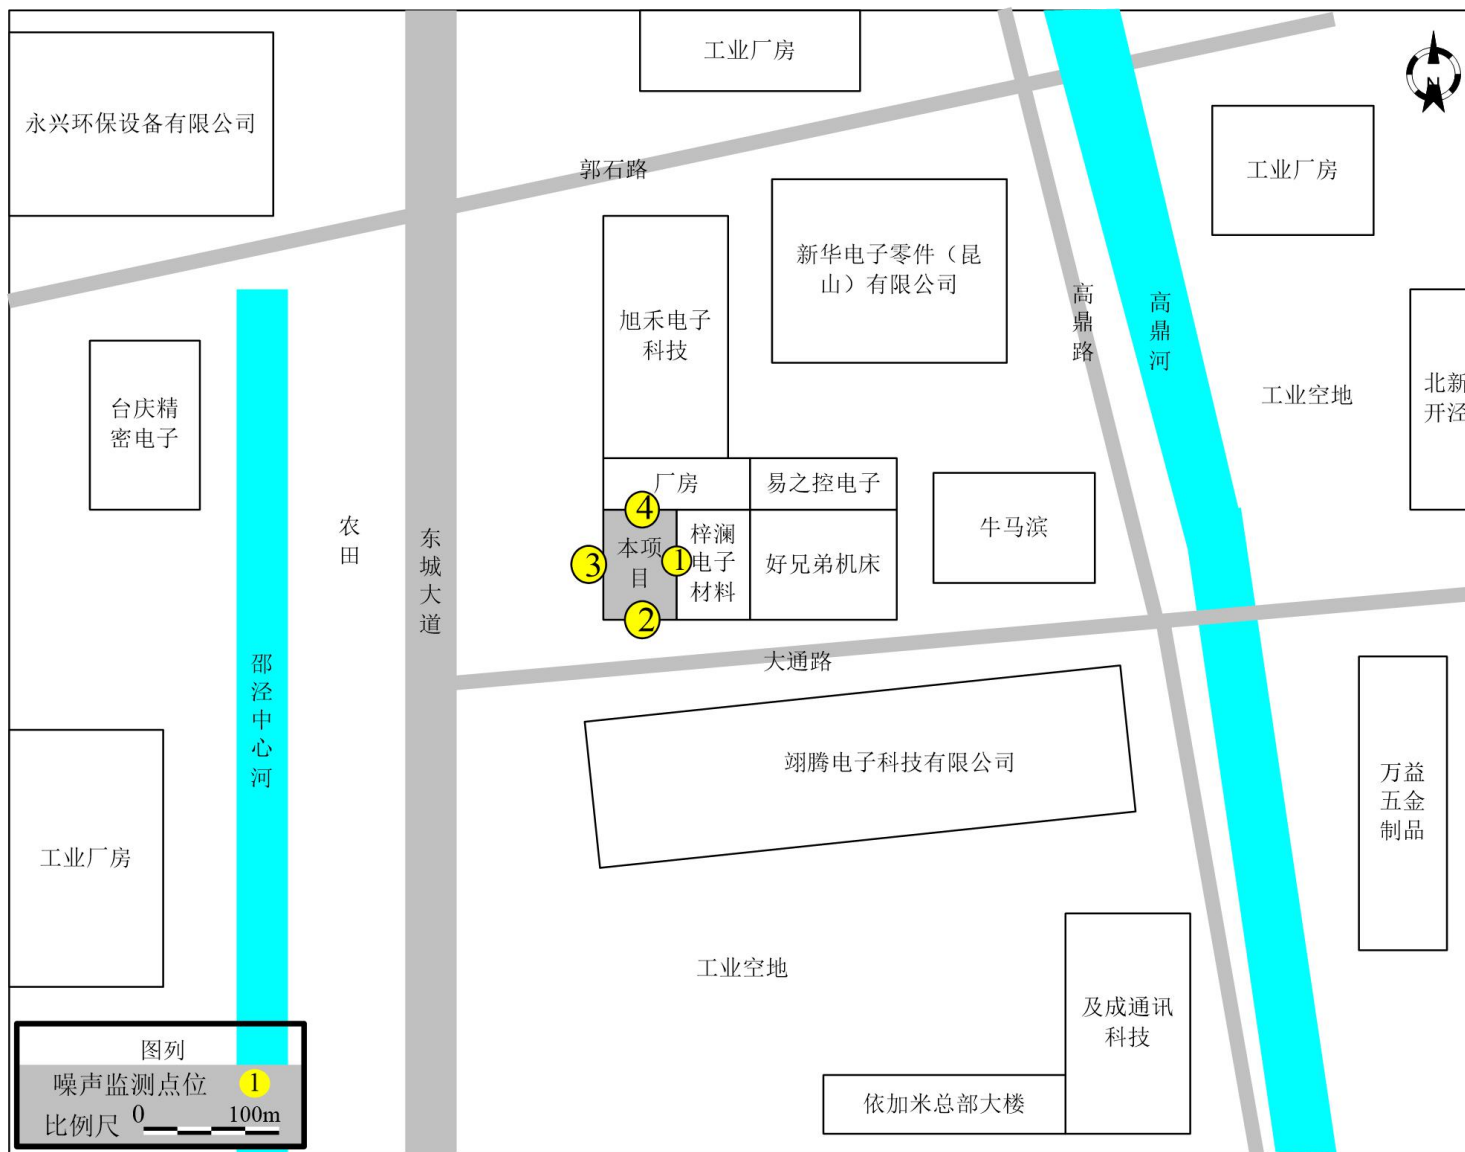 工业厂房
永兴环保设备有限公司
N
郭石路
工业厂房
新华电子零件（昆
山）有限公司
旭禾电子
科技
高鼎路
高鼎河
台庆精
密电子
工业空地
北新
开泾
厂房
易之控电子
4
农田
东城大道
本项
目
3
1
2
梓澜
电子
材料
好兄弟机床
牛马滨
大通路
邵泾中心河
翊腾电子科技有限公司
万益
五金
制品
工业厂房
工业空地
及成通讯
科技
依加米总部大楼
图列
噪声监测点位 1
比例尺 0 100m